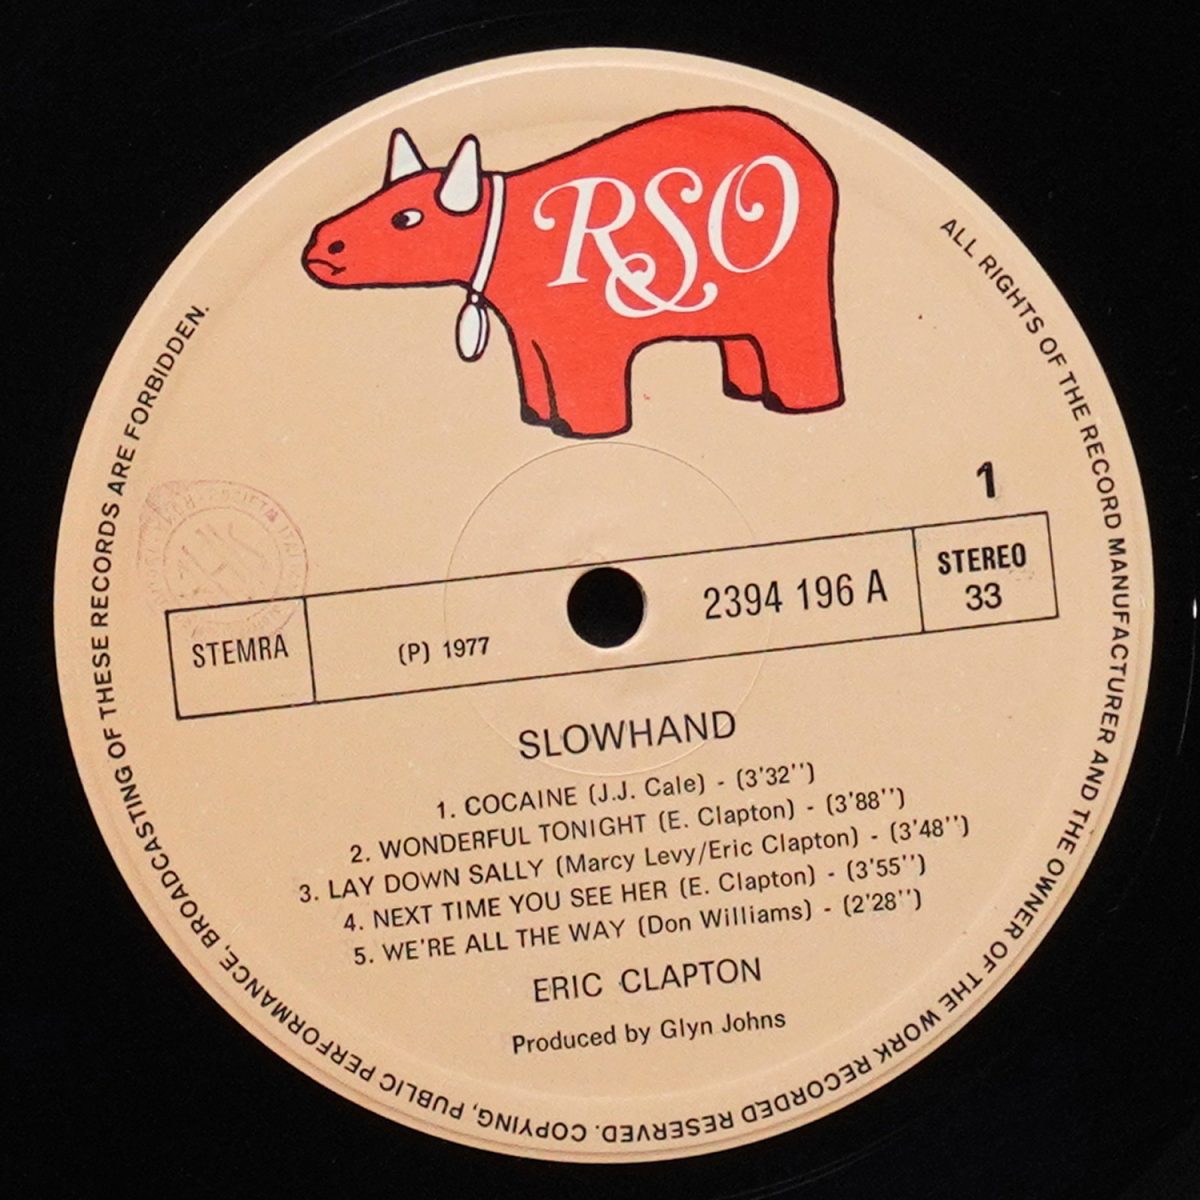 RSO
1
STEMRA
(P) 1977
2394 196 A
STEREO
33
SLOWHAND
1. COCAINE (J.J. Cale) - (3'32'')
2. WONDERFUL TONIGHT (E. Clapton) - (3'88'')
3. LAY DOWN SALLY (Marcy Levy/Eric Clapton) - (3'48'')
4. NEXT TIME YOU SEE HER (E. Clapton) - (3'55'')
5. WE'RE ALL THE WAY (Don Williams) - (2'28'')
ERIC CLAPTON
Produced by Glyn Johns
ALL RIGHTS OF THE RECORD MANUFACTURER AND THE OWNER OF THE WORK RECORDED RESERVED. COPYING, PUBLIC PERFORMANCE, BROADCASTING OF THESE RECORDS ARE FORBIDDEN.